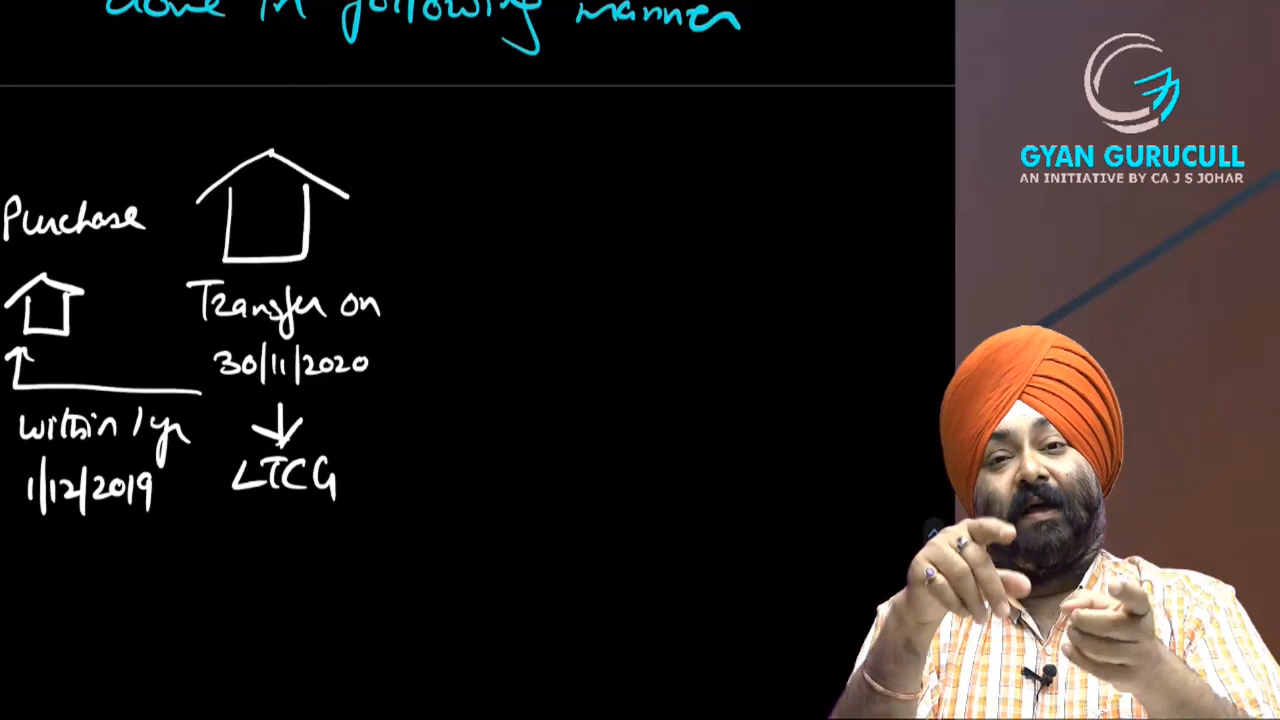 done in following manner
GYAN GURUCULL
AN INITIATIVE BY CA J S JOHAR
Purchase
Transfer on
30/11/2020
within 1 yr
1/12/2019
LTCG